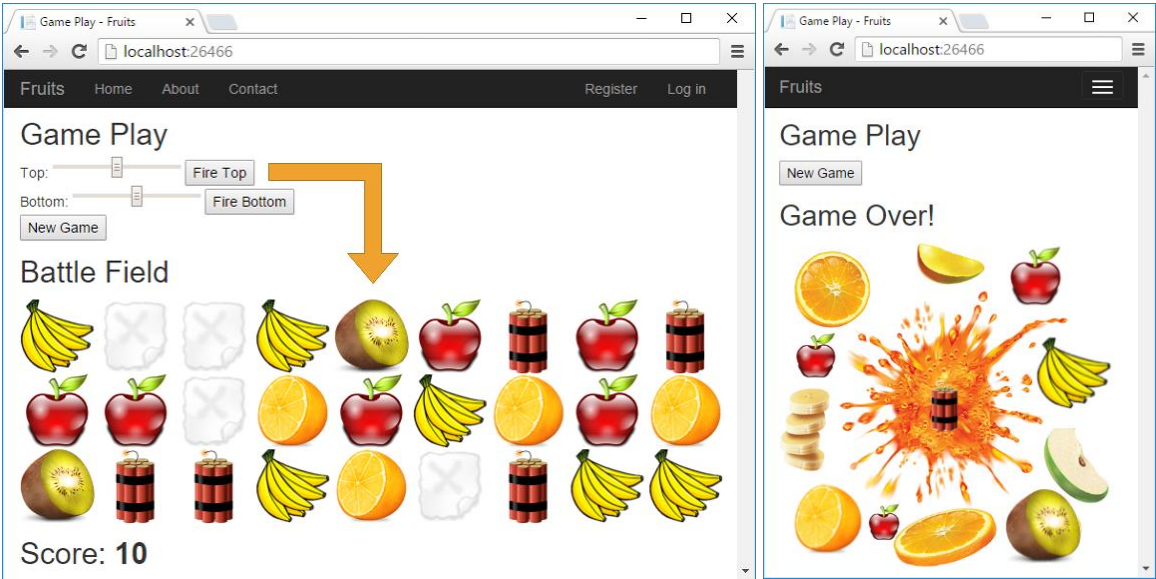 Game Play - Fruits
localhost:26466
Fruits Home About Contact Register Log in
Game Play
Top: Fire Top
Bottom: Fire Bottom
New Game
Battle Field
Score: 10
Game Play - Fruits
localhost:26466
Fruits
Game Play
New Game
Game Over!